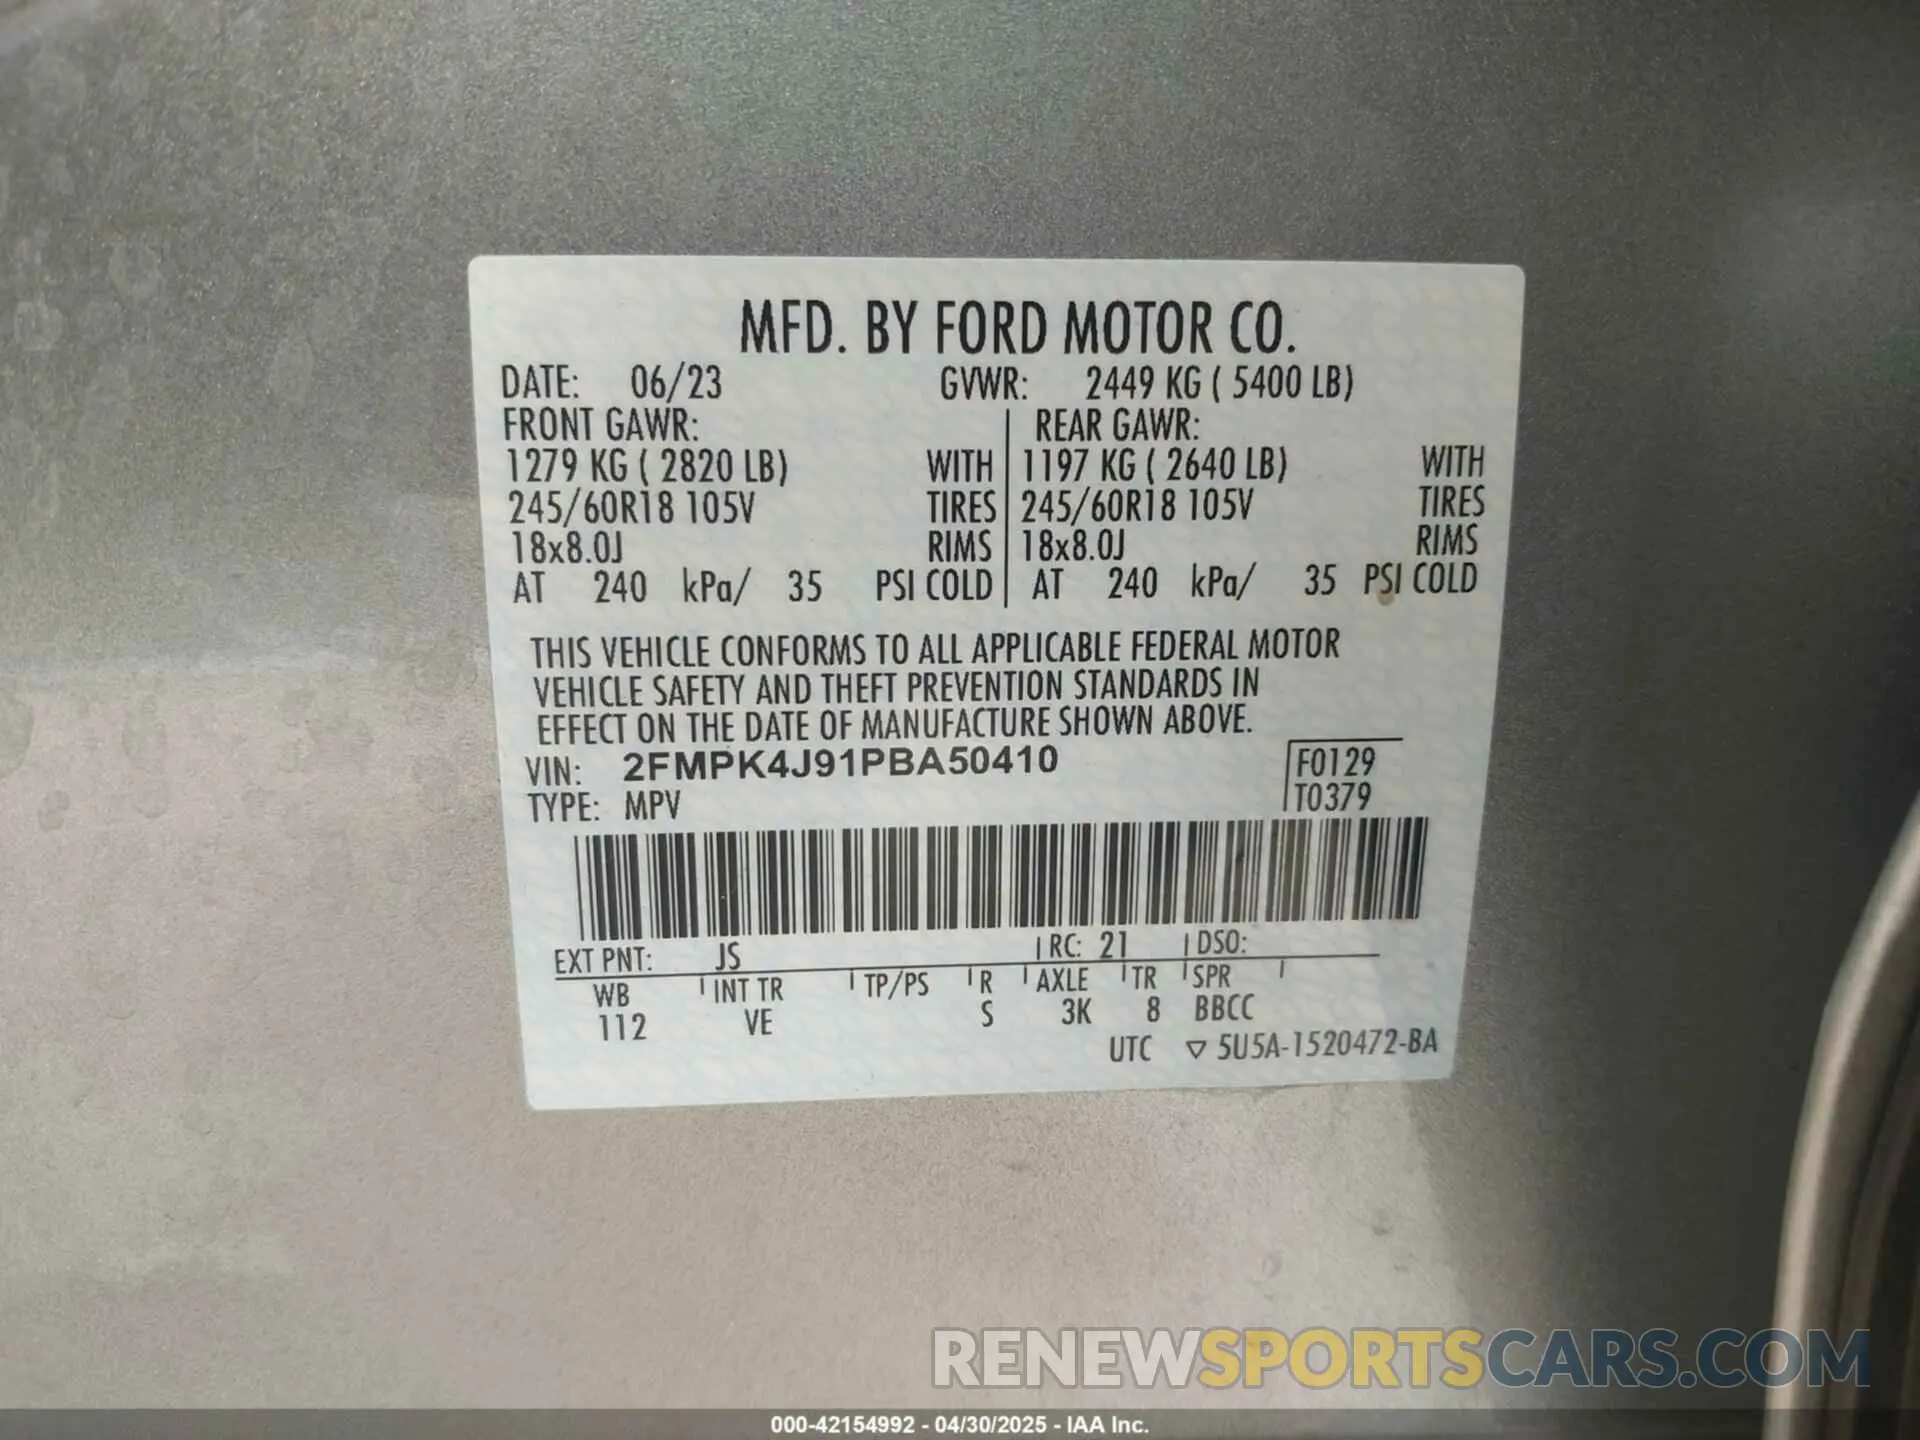 MFD. BY FORD MOTOR CO.
DATE: 06/23 GVWR: 2449 KG ( 5400 LB)
FRONT GAWR: REAR GAWR:
1279 KG ( 2820 LB) WITH 1197 KG ( 2640 LB) WITH
245/60R18 105V TIRES 245/60R18 105V TIRES
18x8.0J RIMS 18x8.0J RIMS
AT 240 kPa/ 35 PSI COLD AT 240 kPa/ 35 PSI COLD
THIS VEHICLE CONFORMS TO ALL APPLICABLE FEDERAL MOTOR
VEHICLE SAFETY AND THEFT PREVENTION STANDARDS IN
EFFECT ON THE DATE OF MANUFACTURE SHOWN ABOVE.
VIN: 2FMPK4J91PBA50410 F0129
TYPE: MPV T0379
EXT PNT: JS RC: 21 DSO:
WB INT TR TP/PS R AXLE TR SPR
112 VE S 3K 8 BBCC
UTC ▽ 5U5A-1520472-BA
RENEWSPORTSCARS.COM
000-42154992 - 04/30/2025 - IAA Inc.